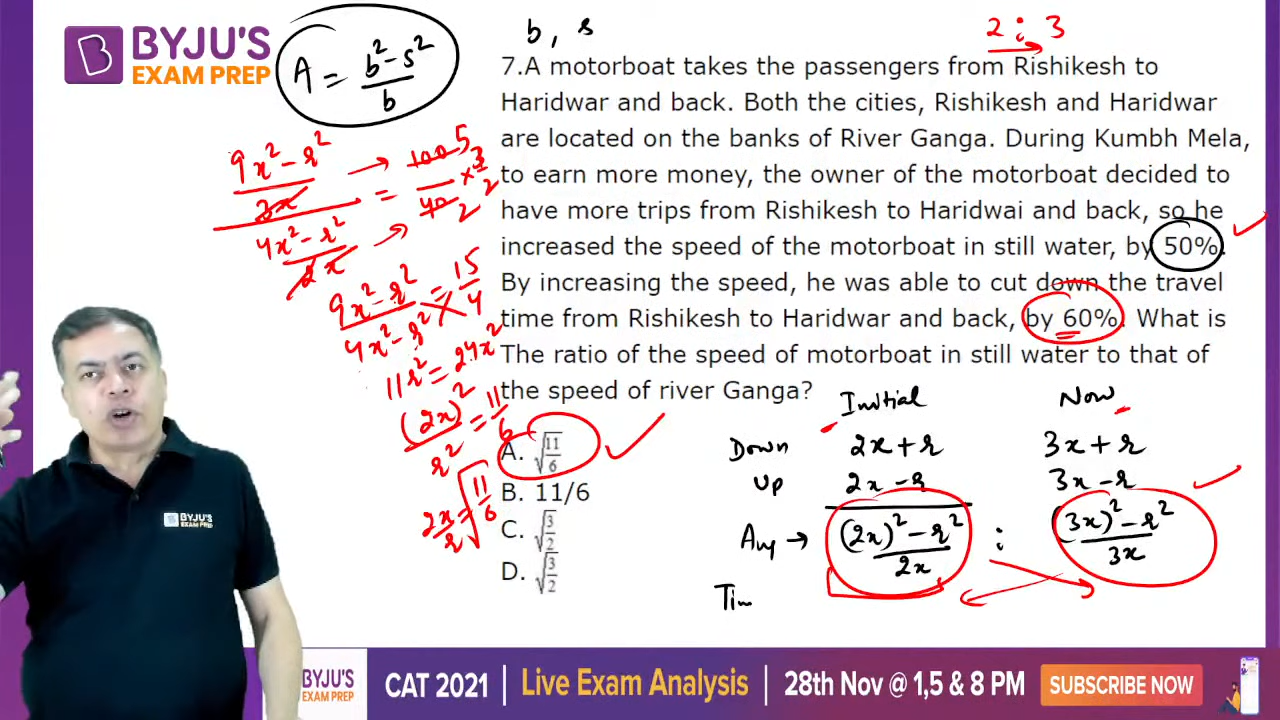 BYJU'S
EXAM PREP
A = b² - s² / b
b, s
2 : 3
7.A motorboat takes the passengers from Rishikesh to
Haridwar and back. Both the cities, Rishikesh and Haridwar
are located on the banks of River Ganga. During Kumbh Mela,
to earn more money, the owner of the motorboat decided to
have more trips from Rishikesh to Haridwai and back, so he
increased the speed of the motorboat in still water, by 50%.
By increasing the speed, he was able to cut down the travel
time from Rishikesh to Haridwar and back, by 60%. What is
The ratio of the speed of motorboat in still water to that of
the speed of river Ganga?
A. √11/6
B. 11/6
C. √3/2
D. √3/2
9x² - r² / 3x → 100 5
= × 3/2
4x² - r² / 2x → 40 2
9x² - r² / 4x² - r² = 15/4
11r² = 24x²
(2x)² / r² = 11/6
2x/r = √11/6
Initial Now
Down 2x + r 3x + r
Up 2x - r 3x - r
Avg → (2x)² - r² / 2x : (3x)² - r² / 3x
Tim
BYJU'S
EXAM PREP
BYJU'S
EXAM PREP
CAT 2021 | Live Exam Analysis | 28th Nov @ 1,5 & 8 PM
SUBSCRIBE NOW